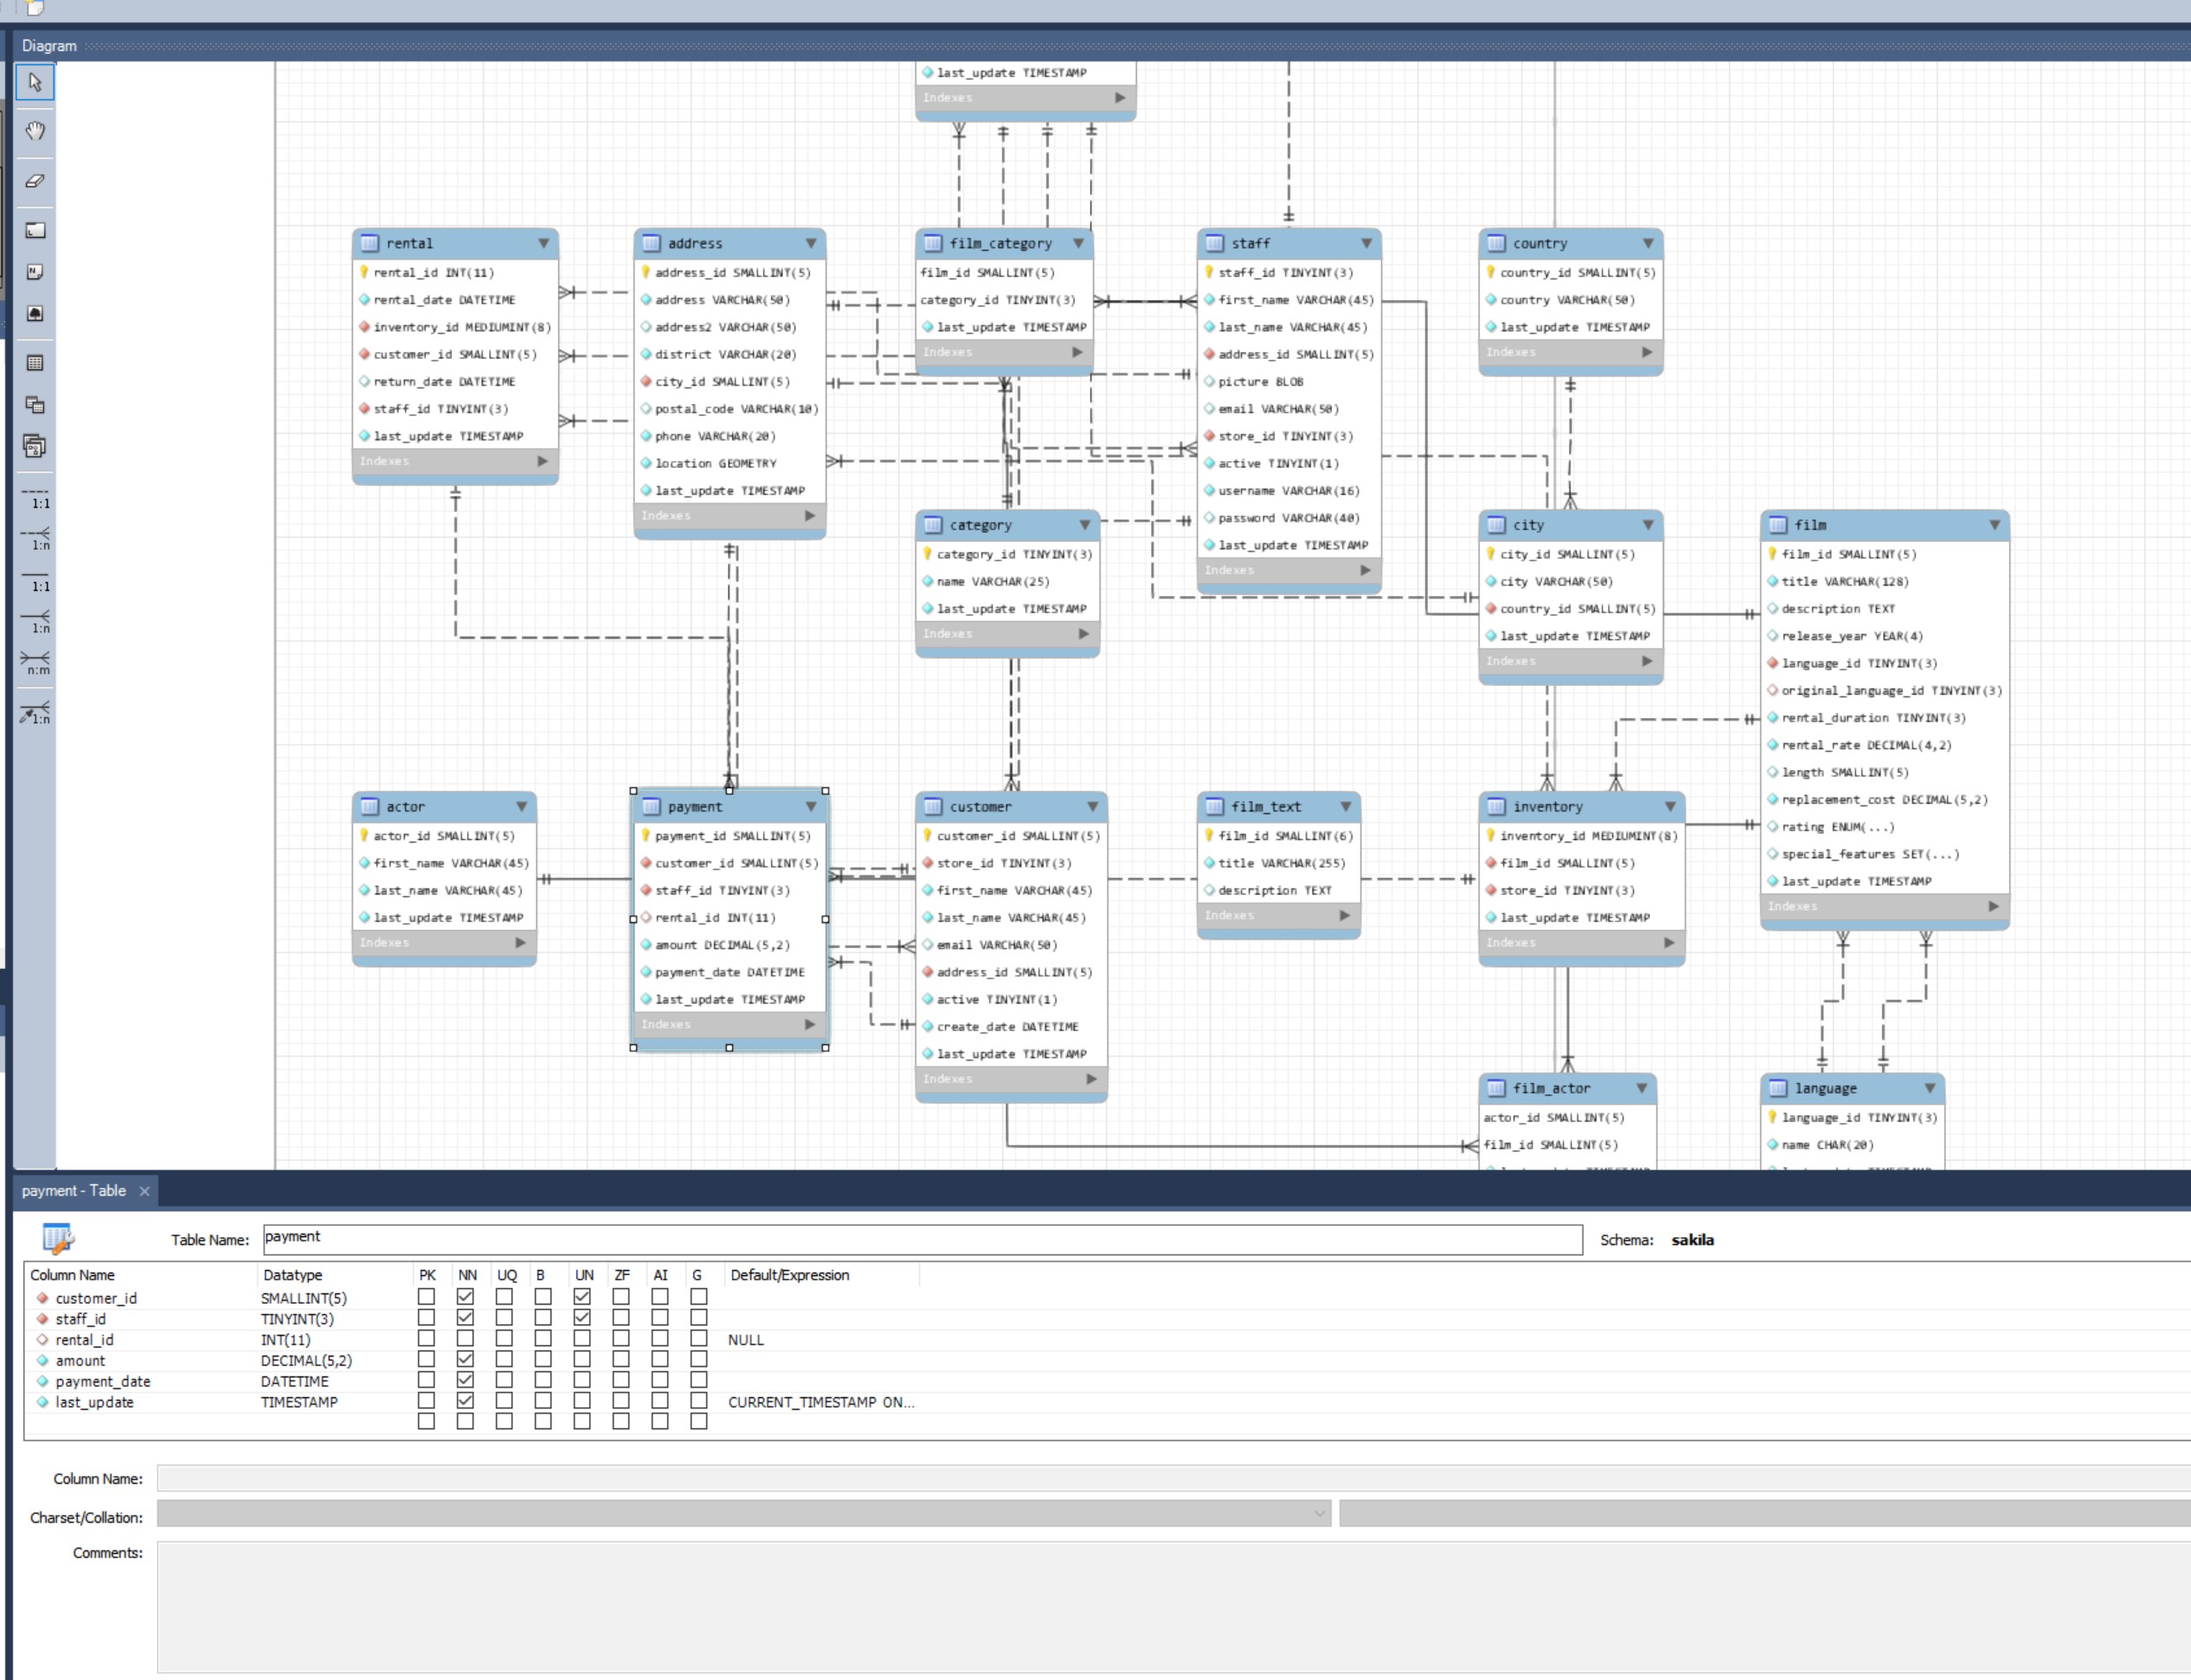 Diagram
last_update TIMESTAMP
Indexes
rental
rental_id INT(11)
rental_date DATETIME
inventory_id MEDIUMINT(8)
customer_id SMALLINT(5)
return_date DATETIME
staff_id TINYINT(3)
last_update TIMESTAMP
Indexes
address
address_id SMALLINT(5)
address VARCHAR(50)
address2 VARCHAR(50)
district VARCHAR(20)
city_id SMALLINT(5)
postal_code VARCHAR(10)
phone VARCHAR(20)
location GEOMETRY
last_update TIMESTAMP
Indexes
film_category
film_id SMALLINT(5)
category_id TINYINT(3)
last_update TIMESTAMP
Indexes
staff
staff_id TINYINT(3)
first_name VARCHAR(45)
last_name VARCHAR(45)
address_id SMALLINT(5)
picture BLOB
email VARCHAR(50)
store_id TINYINT(3)
active TINYINT(1)
username VARCHAR(16)
password VARCHAR(40)
last_update TIMESTAMP
Indexes
country
country_id SMALLINT(5)
country VARCHAR(50)
last_update TIMESTAMP
Indexes
1:1
1:n
1:1
1:n
n:m
1:n
category
category_id TINYINT(3)
name VARCHAR(25)
last_update TIMESTAMP
Indexes
city
city_id SMALLINT(5)
city VARCHAR(50)
country_id SMALLINT(5)
last_update TIMESTAMP
Indexes
film
film_id SMALLINT(5)
title VARCHAR(128)
description TEXT
release_year YEAR(4)
language_id TINYINT(3)
original_language_id TINYINT(3)
rental_duration TINYINT(3)
rental_rate DECIMAL(4,2)
length SMALLINT(5)
replacement_cost DECIMAL(5,2)
rating ENUM(...)
special_features SET(...)
last_update TIMESTAMP
Indexes
actor
actor_id SMALLINT(5)
first_name VARCHAR(45)
last_name VARCHAR(45)
last_update TIMESTAMP
Indexes
payment
payment_id SMALLINT(5)
customer_id SMALLINT(5)
staff_id TINYINT(3)
rental_id INT(11)
amount DECIMAL(5,2)
payment_date DATETIME
last_update TIMESTAMP
Indexes
customer
customer_id SMALLINT(5)
store_id TINYINT(3)
first_name VARCHAR(45)
last_name VARCHAR(45)
email VARCHAR(50)
address_id SMALLINT(5)
active TINYINT(1)
create_date DATETIME
last_update TIMESTAMP
Indexes
film_text
film_id SMALLINT(6)
title VARCHAR(255)
description TEXT
Indexes
inventory
inventory_id MEDIUMINT(8)
film_id SMALLINT(5)
store_id TINYINT(3)
last_update TIMESTAMP
Indexes
film_actor
actor_id SMALLINT(5)
film_id SMALLINT(5)
language
language_id TINYINT(3)
name CHAR(20)
payment - Table
Table Name: payment Schema: sakila
Column Name Datatype PK NN UQ B UN ZF AI G Default/Expression
customer_id SMALLINT(5)
staff_id TINYINT(3)
rental_id INT(11) NULL
amount DECIMAL(5,2)
payment_date DATETIME
last_update TIMESTAMP CURRENT_TIMESTAMP ON...
Column Name:
Charset/Collation:
Comments: